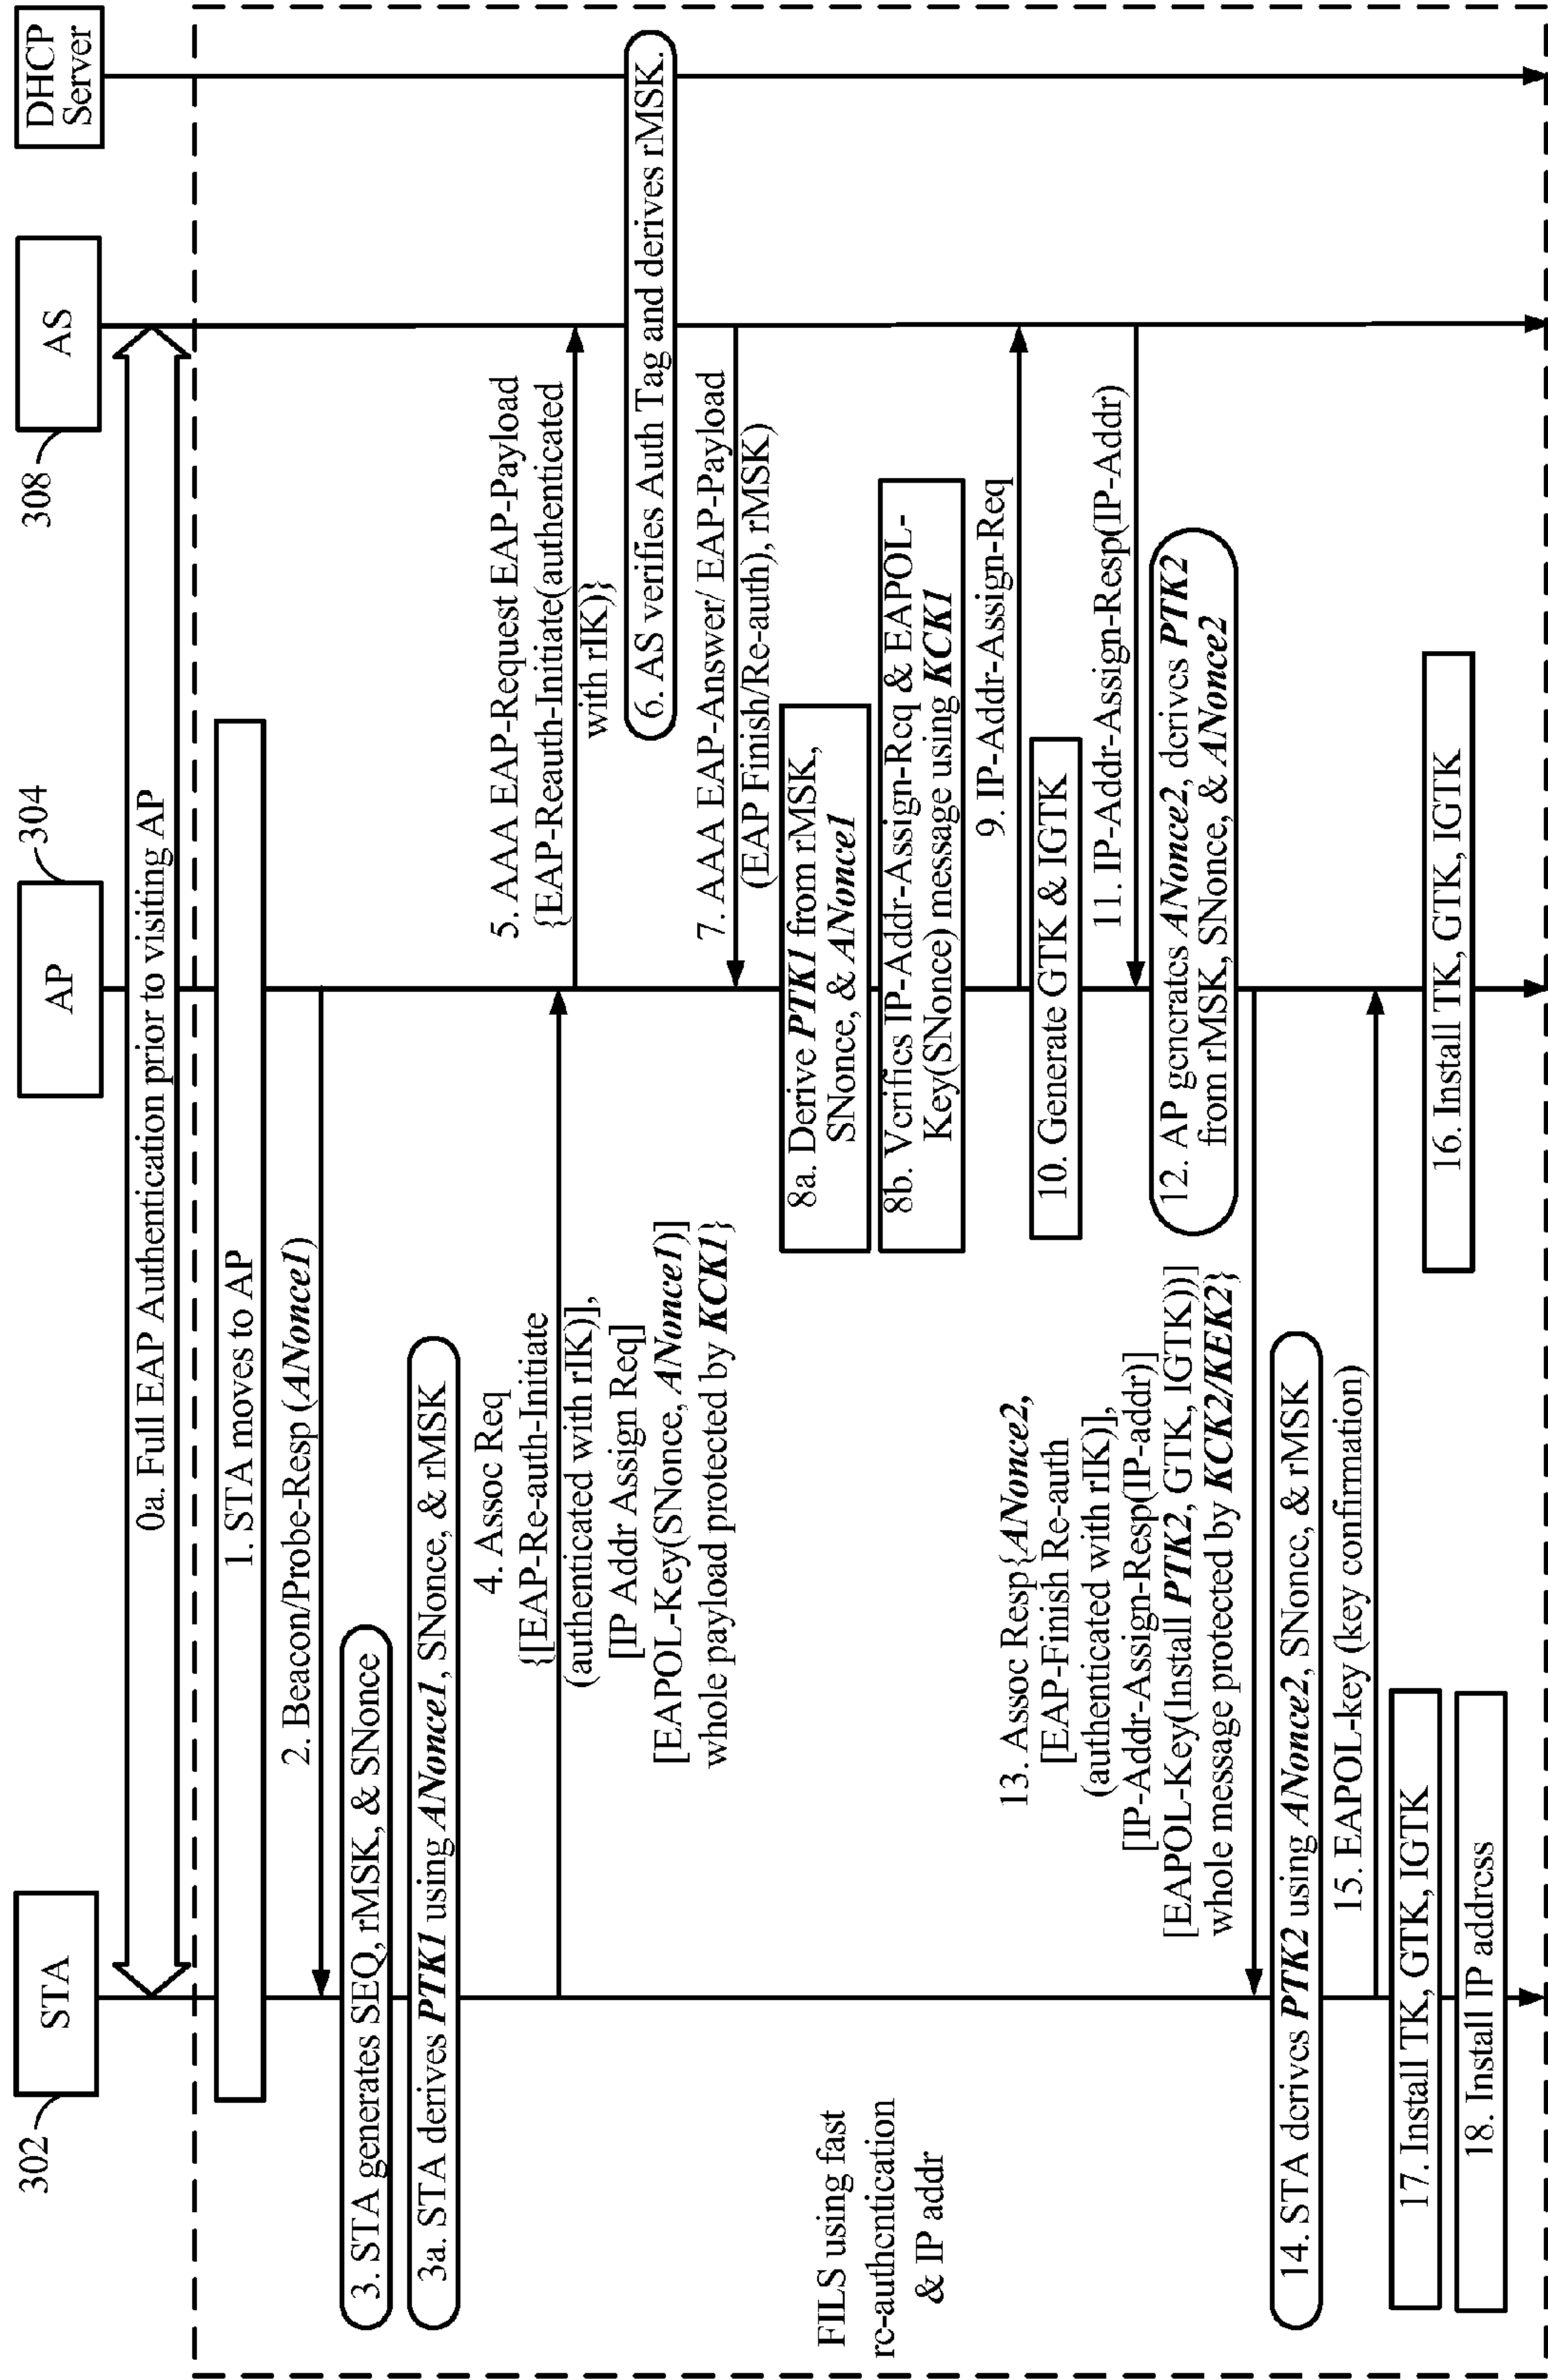 302
STA
304
AP
308
AS
DHCP
Server
0a. Full EAP Authentication prior to visiting AP
1. STA moves to AP
2. Beacon/Probe-Resp (ANonce1)
3. STA generates SEQ, rMSK, & SNonce
3a. STA derives PTK1 using ANonce1, SNonce, & rMSK
4. Assoc Req
{[EAP-Re-auth-Initiate
(authenticated with rIK)],
[IP Addr Assign Req]
[EAPOL-Key(SNonce, ANonce1)]
whole payload protected by KCK1}
5. AAA EAP-Request EAP-Payload
{EAP-Reauth-Initiate(authenticated
with rIK)}
6. AS verifies Auth Tag and derives rMSK.
7. AAA EAP-Answer/ EAP-Payload
(EAP Finish/Re-auth), rMSK)
8a. Derive PTK1 from rMSK,
SNonce, & ANonce1
8b. Verifies IP-Addr-Assign-Req & EAPOL-
Key(SNonce) message using KCK1
9. IP-Addr-Assign-Req
10. Generate GTK & IGTK
11. IP-Addr-Assign-Resp(IP-Addr)
12. AP generates ANonce2, derives PTK2
from rMSK, SNonce, & ANonce2
FILS using fast
re-authentication
& IP addr
13. Assoc Resp{ANonce2,
[EAP-Finish Re-auth
(authenticated with rIK)],
[IP-Addr-Assign-Resp(IP-addr)]
[EAPOL-Key(Install PTK2, GTK, IGTK))]
whole message protected by KCK2/KEK2}
14. STA derives PTK2 using ANonce2, SNonce, & rMSK
15. EAPOL-key (key confirmation)
16. Install TK, GTK, IGTK
17. Install TK, GTK, IGTK
18. Install IP address